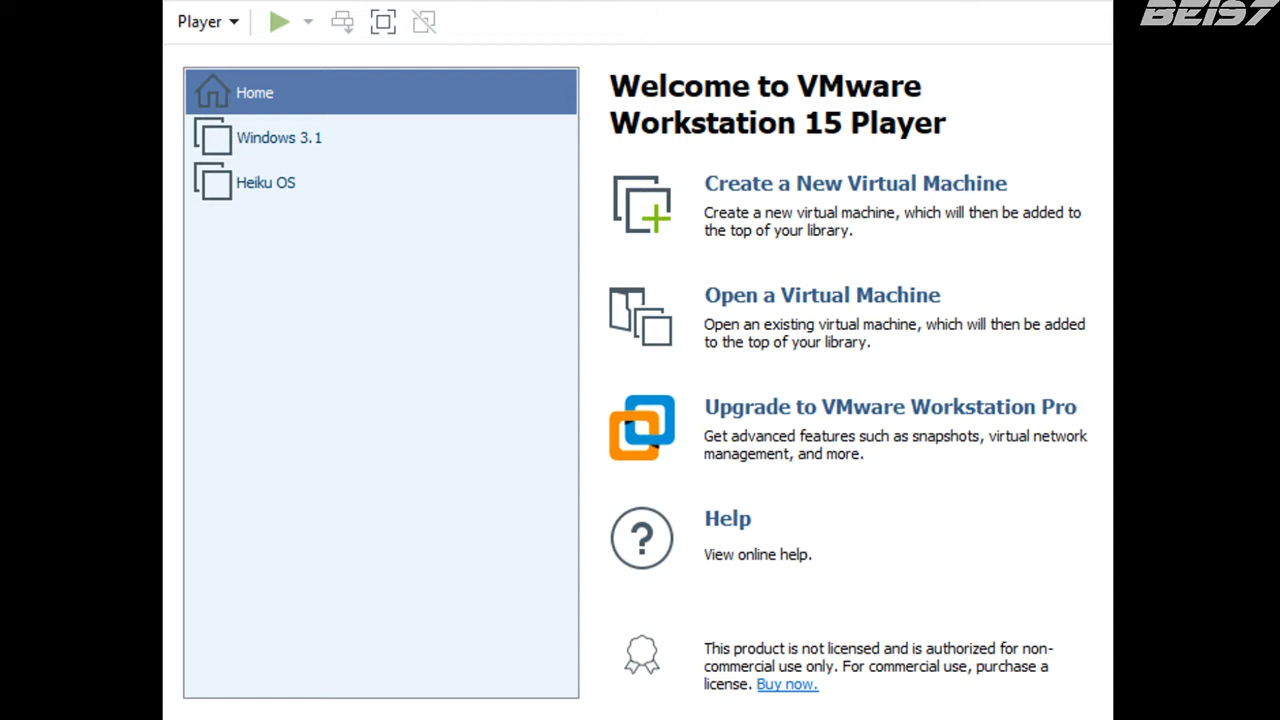 Player
BEIS7
Home
Windows 3.1
Heiku OS
Welcome to VMware
Workstation 15 Player
Create a New Virtual Machine
Create a new virtual machine, which will then be added to
the top of your library.
Open a Virtual Machine
Open an existing virtual machine, which will then be added
to the top of your library.
Upgrade to VMware Workstation Pro
Get advanced features such as snapshots, virtual network
management, and more.
?
Help
View online help.
This product is not licensed and is authorized for non-
commercial use only. For commercial use, purchase a
license. Buy now.